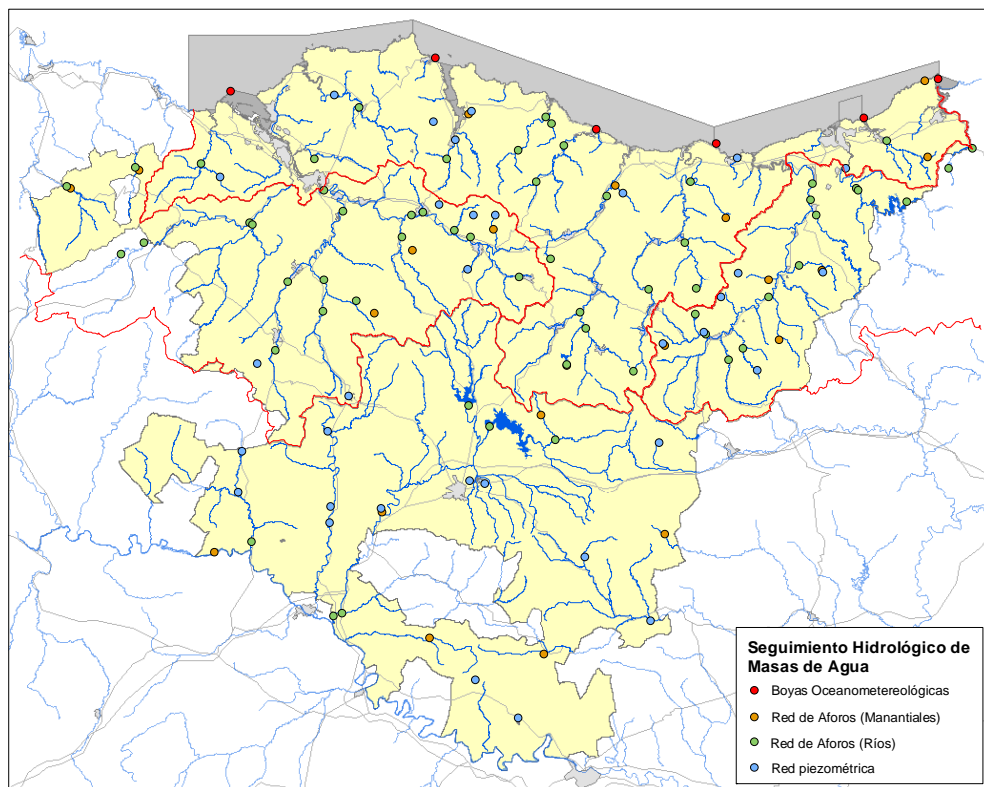 Seguimiento Hidrológico de
Masas de Agua
Boyas Oceanometereológicas
Red de Aforos (Manantiales)
Red de Aforos (Ríos)
Red piezométrica